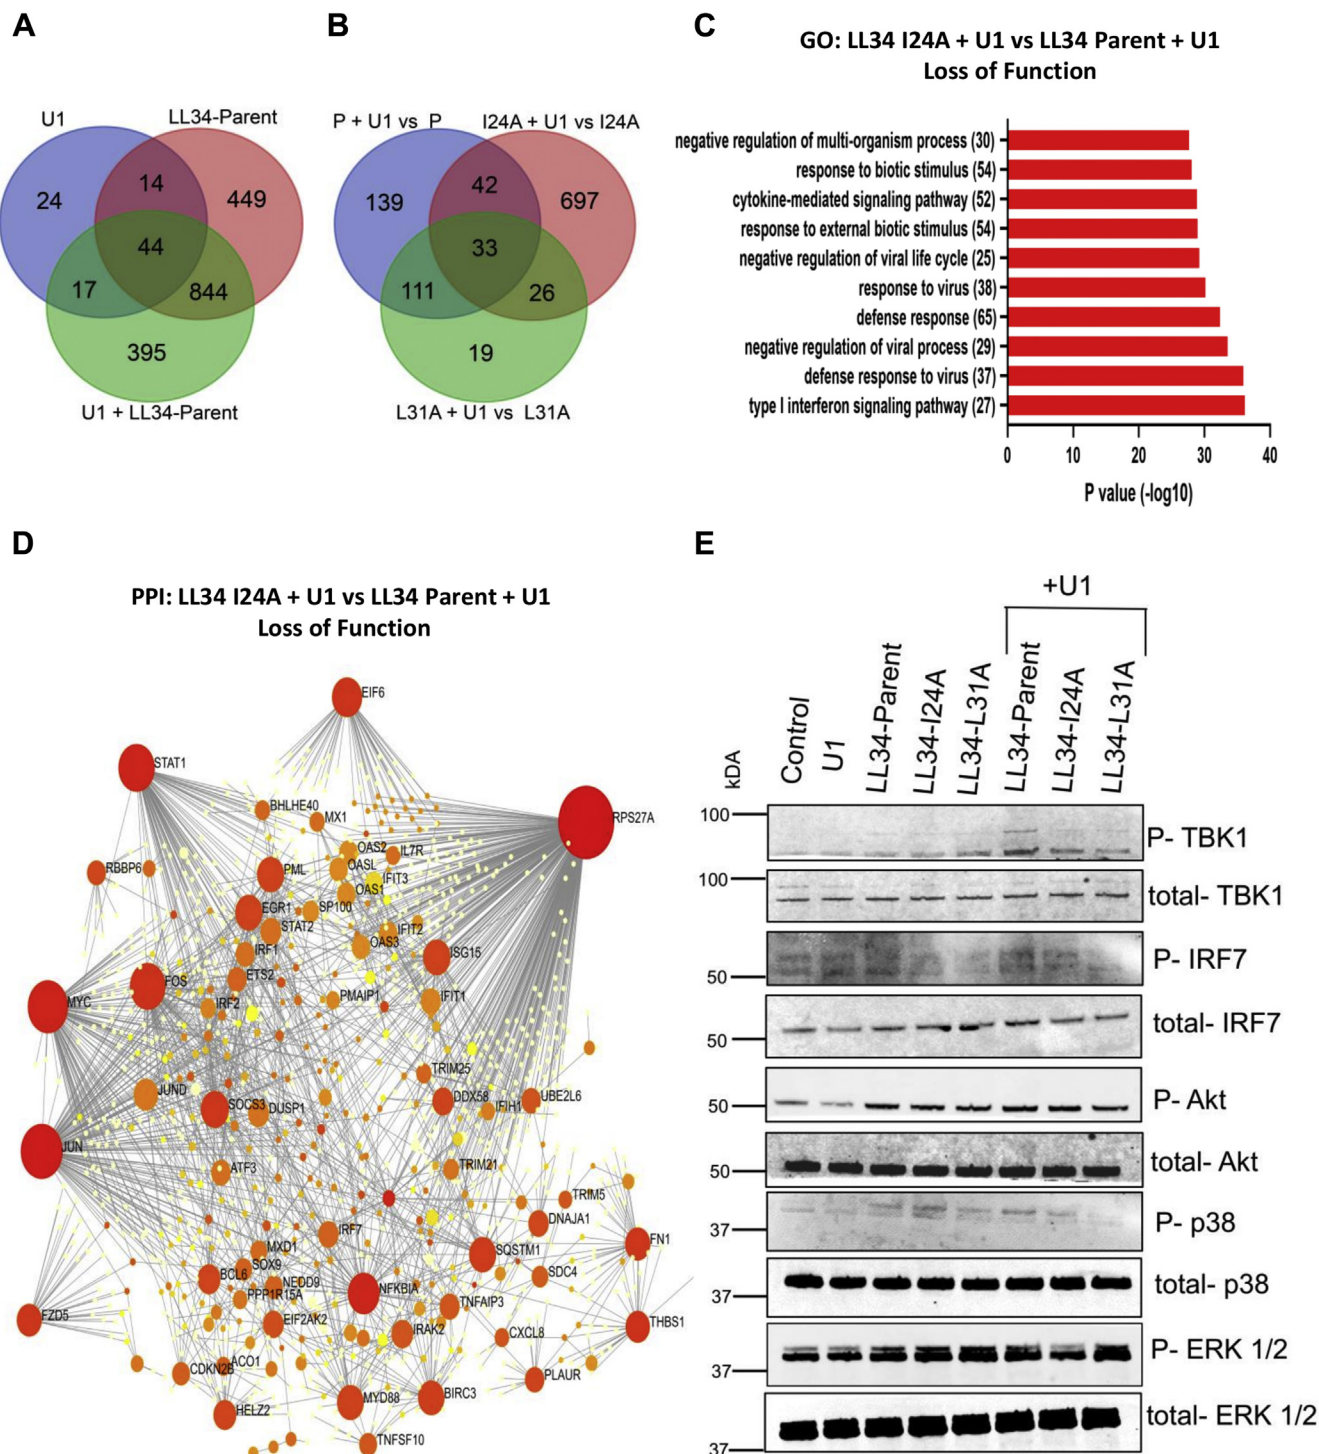 A
U1
LL34-Parent
24
14
449
44
17
844
395
U1 + LL34-Parent
B
P + U1 vs P
I24A + U1 vs I24A
139
42
697
33
111
26
19
L31A + U1 vs L31A
C
GO: LL34 I24A + U1 vs LL34 Parent + U1
Loss of Function
negative regulation of multi-organism process (30)
response to biotic stimulus (54)
cytokine-mediated signaling pathway (52)
response to external biotic stimulus (54)
negative regulation of viral life cycle (25)
response to virus (38)
defense response (65)
negative regulation of viral process (29)
defense response to virus (37)
type I interferon signaling pathway (27)
0 10 20 30 40
P value (-log10)
D
PPI: LL34 I24A + U1 vs LL34 Parent + U1
Loss of Function
EIF6
STAT1
RPS27A
BHLHE40
MX1
OAS2
IL7R
RBBP6
PML
OASL
IFIT3
OAS1
EGR1
SP100
STAT2
IFIT2
OAS3
IRF1
ISG15
FOS
ETS2
MYC
IRF2
PMAIP1
IFIT1
TRIM25
JUND
SOCS3
DUSP1
DDX58
IFIH1
UBE2L6
JUN
ATF3
TRIM21
TRIM5
DNAJA1
IRF7
MXD1
SQSTM1
FN1
SOX9
BCL6
NEDD9
NFKBIA
SDC4
PPP1R15A
TNFAIP3
FZD5
EIF2AK2
IRAK2
CXCL8
THBS1
CDKN2B
ACO1
PLAUR
MYD88
BIRC3
HELZ2
TNFSF10
E
+U1
kDA
Control
U1
LL34-Parent
LL34-I24A
LL34-L31A
LL34-Parent
LL34-I24A
LL34-L31A
100
P- TBK1
100
total- TBK1
50
P- IRF7
50
total- IRF7
50
P- Akt
50
total- Akt
37
P- p38
37
total- p38
37
P- ERK 1/2
37
total- ERK 1/2